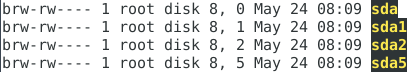 brw-rw---- 1 root disk 8, 0 May 24 08:09 sda
brw-rw---- 1 root disk 8, 1 May 24 08:09 sda1
brw-rw---- 1 root disk 8, 2 May 24 08:09 sda2
brw-rw---- 1 root disk 8, 5 May 24 08:09 sda5